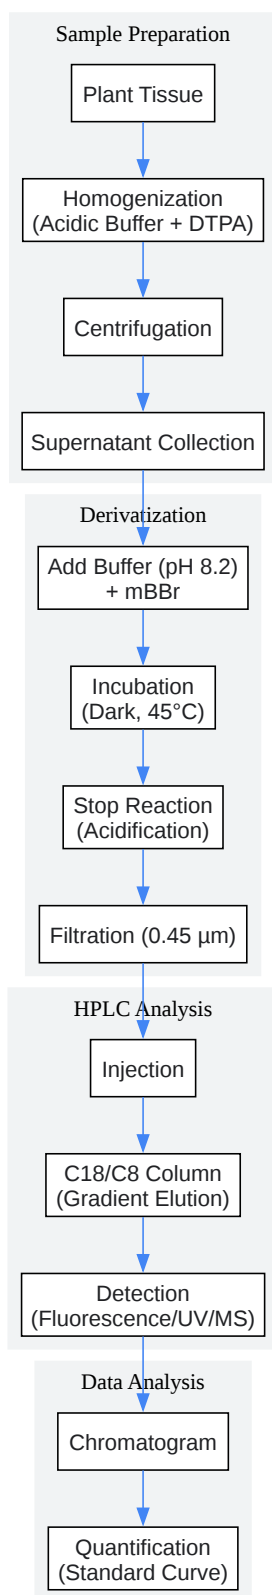 Sample Preparation
Plant Tissue
Homogenization
(Acidic Buffer + DTPA)
Centrifugation
Supernatant Collection
Derivatization
Add Buffer (pH 8.2)
+ mBBr
Incubation
(Dark, 45°C)
Stop Reaction
(Acidification)
Filtration (0.45 µm)
HPLC Analysis
Injection
C18/C8 Column
(Gradient Elution)
Detection
(Fluorescence/UV/MS)
Data Analysis
Chromatogram
Quantification
(Standard Curve)